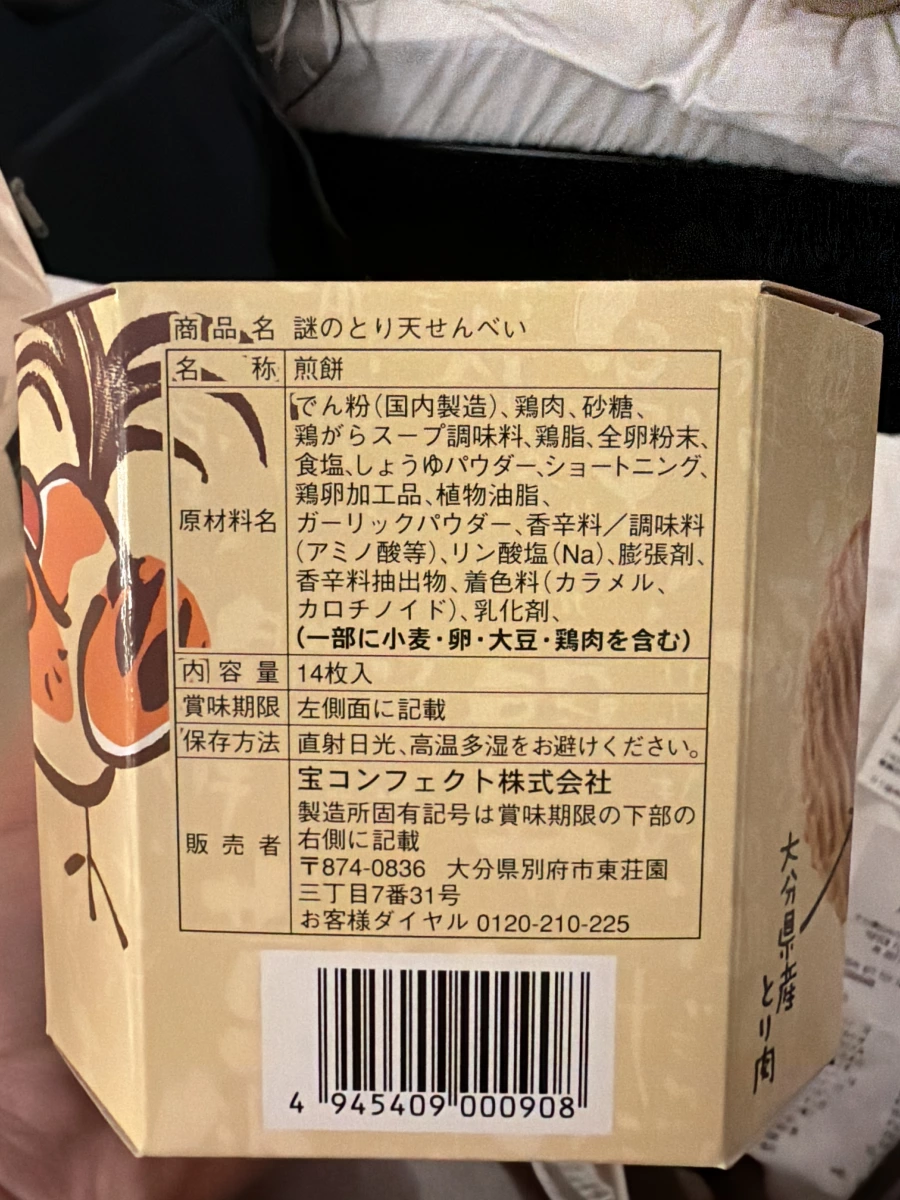 商品名 謎のとり天せんべい
名称 煎餅
原材料名
でん粉(国内製造)、鶏肉、砂糖、
鶏がらスープ調味料、鶏脂、全卵粉末、
食塩、しょうゆパウダー、ショートニング、
鶏卵加工品、植物油脂、
ガーリックパウダー、香辛料/調味料
(アミノ酸等)、リン酸塩(Na)、膨張剤、
香辛料抽出物、着色料(カラメル、
カロチノイド)、乳化剤、
(一部に小麦・卵・大豆・鶏肉を含む)
内容量 14枚入
賞味期限 左側面に記載
保存方法 直射日光、高温多湿をお避けください。
販売者
宝コンフェクト株式会社
製造所固有記号は賞味期限の下部の
右側に記載
〒874-0836 大分県別府市東荘園
三丁目7番31号
お客様ダイヤル 0120-210-225
4 945409 000908
大分県産
とり肉